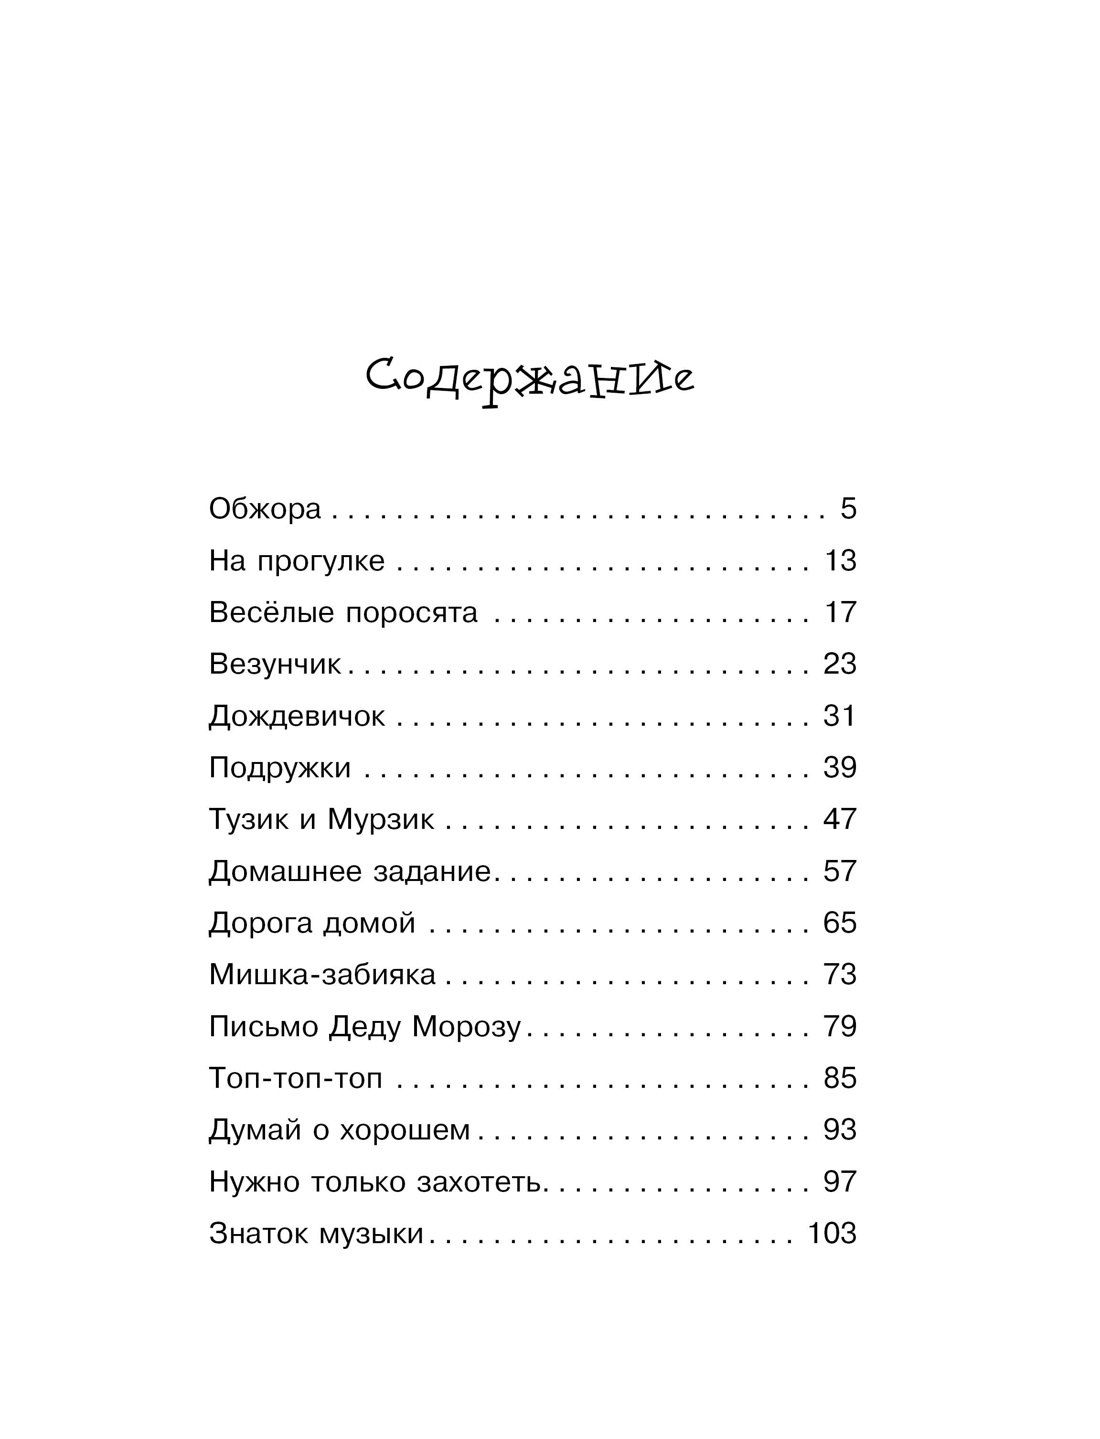 Содержание
Обжора . . . . . . . . . . . . . . . . . . . . . . . . . . . . . . . 5
На прогулке . . . . . . . . . . . . . . . . . . . . . . . . . . 13
Весёлые поросята . . . . . . . . . . . . . . . . . . . . 17
Везунчик . . . . . . . . . . . . . . . . . . . . . . . . . . . . . 23
Дождевичок . . . . . . . . . . . . . . . . . . . . . . . . . . 31
Подружки . . . . . . . . . . . . . . . . . . . . . . . . . . . . 39
Тузик и Мурзик . . . . . . . . . . . . . . . . . . . . . . . 47
Домашнее задание. . . . . . . . . . . . . . . . . . . . 57
Дорога домой . . . . . . . . . . . . . . . . . . . . . . . . 65
Мишка-забияка . . . . . . . . . . . . . . . . . . . . . . . 73
Письмо Деду Морозу . . . . . . . . . . . . . . . . . . 79
Топ-топ-топ . . . . . . . . . . . . . . . . . . . . . . . . . . 85
Думай о хорошем . . . . . . . . . . . . . . . . . . . . . 93
Нужно только захотеть. . . . . . . . . . . . . . . . . 97
Знаток музыки . . . . . . . . . . . . . . . . . . . . . . . 103